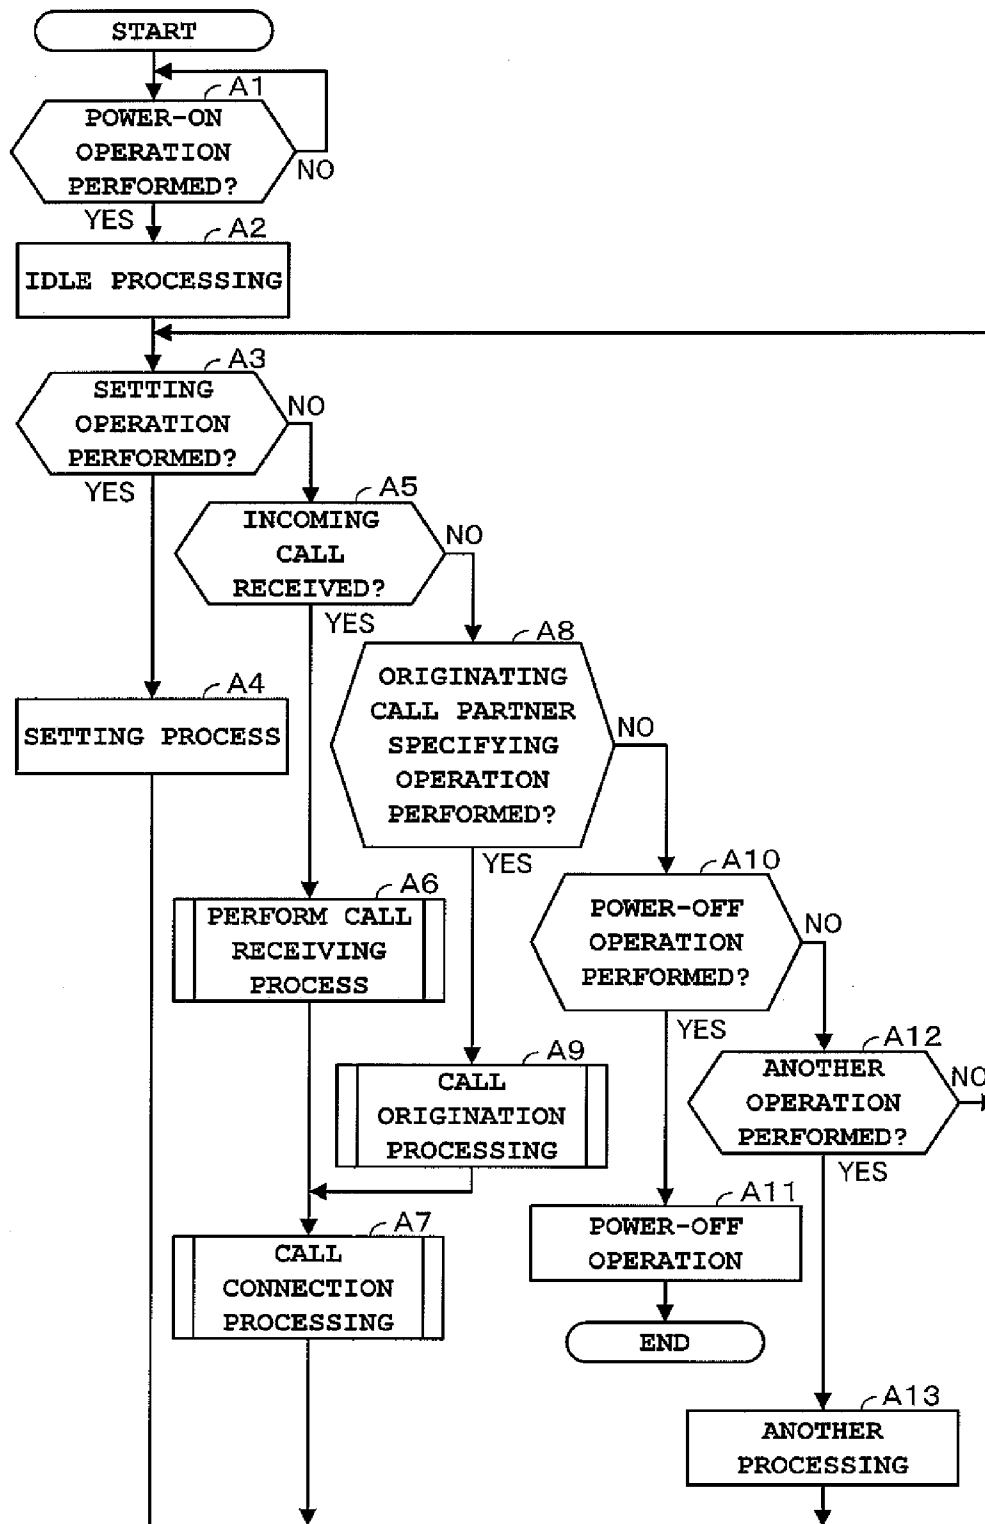 START
A1
POWER-ON
OPERATION
PERFORMED?
NO
YES
A2
IDLE PROCESSING
A3
SETTING
OPERATION
PERFORMED?
NO
YES
A5
INCOMING
CALL
RECEIVED?
NO
YES
A8
ORIGINATING
CALL PARTNER
SPECIFYING
OPERATION
PERFORMED?
NO
YES
A4
SETTING PROCESS
A6
PERFORM CALL
RECEIVING
PROCESS
A10
POWER-OFF
OPERATION
PERFORMED?
NO
YES
A9
CALL
ORIGINATION
PROCESSING
A12
ANOTHER
OPERATION
PERFORMED?
NO
YES
A7
CALL
CONNECTION
PROCESSING
A11
POWER-OFF
OPERATION
END
A13
ANOTHER
PROCESSING